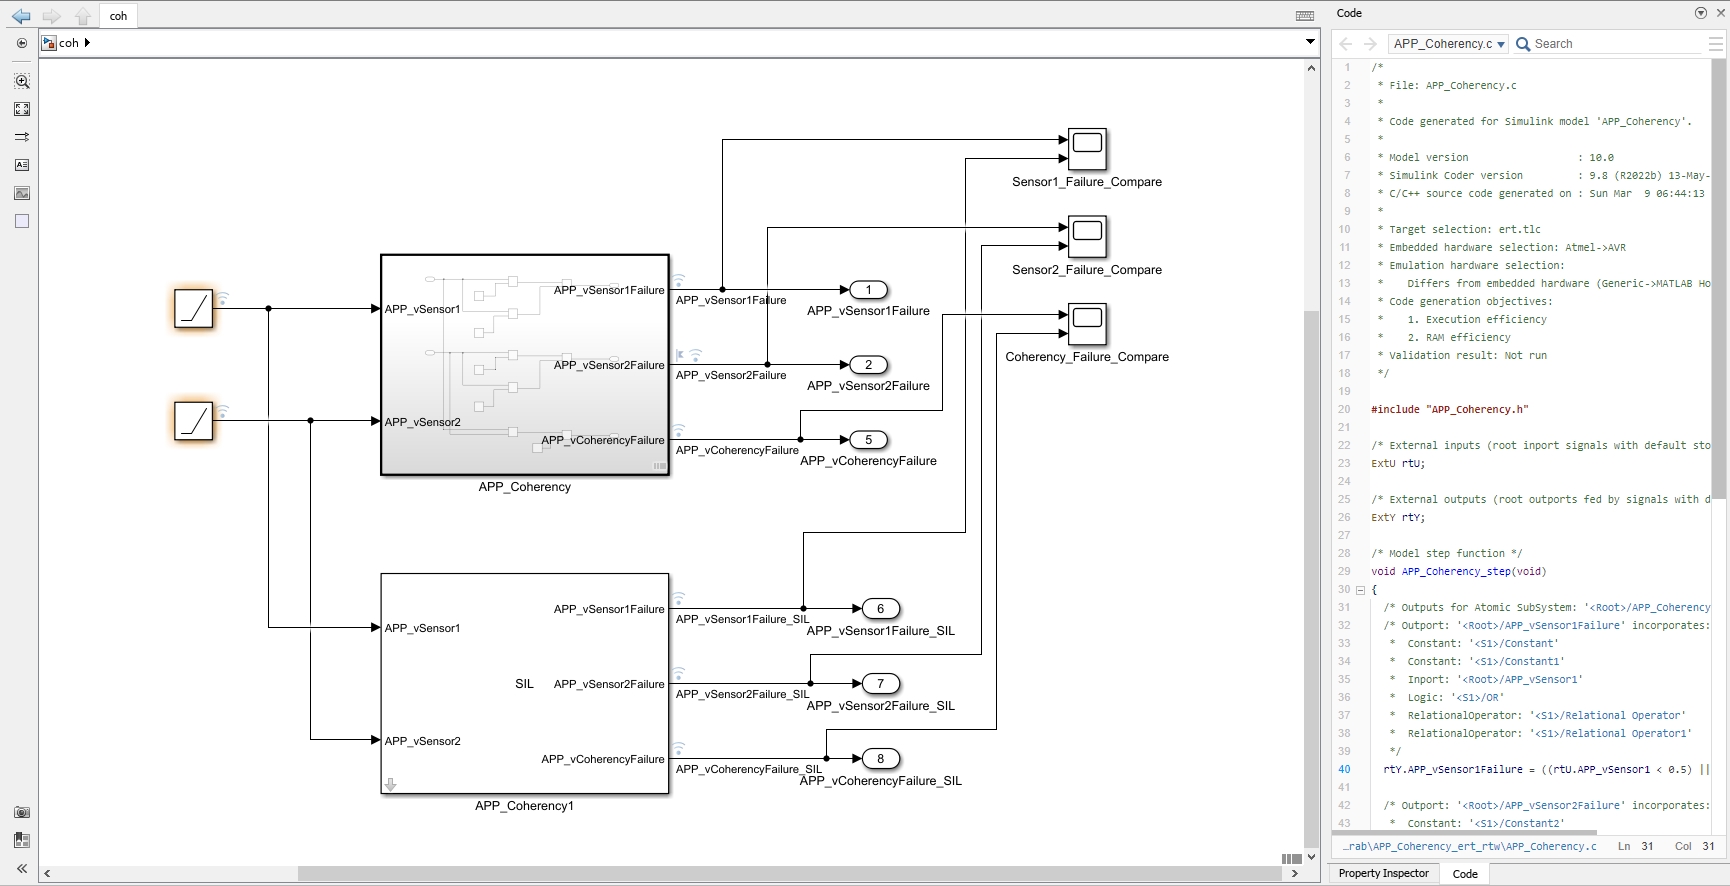 coh
coh
Sensor1_Failure_Compare
Sensor2_Failure_Compare
Coherency_Failure_Compare
APP_vSensor1
APP_vSensor2
APP_vSensor1Failure
APP_vSensor2Failure
APP_vCoherencyFailure
APP_Coherency
APP_vSensor1Failure
1
APP_vSensor1Failure
APP_vSensor2Failure
2
APP_vSensor2Failure
APP_vCoherencyFailure
5
APP_vCoherencyFailure
APP_vSensor1
APP_vSensor2
SIL
APP_vSensor1Failure
APP_vSensor2Failure
APP_vCoherencyFailure
APP_Coherency1
APP_vSensor1Failure_SIL
6
APP_vSensor1Failure_SIL
APP_vSensor2Failure_SIL
7
APP_vSensor2Failure_SIL
APP_vCoherencyFailure_SIL
8
APP_vCoherencyFailure_SIL
Code
APP_Coherency.c Search
1 /*
2 * File: APP_Coherency.c
3 *
4 * Code generated for Simulink model 'APP_Coherency'.
5 *
6 * Model version : 10.0
7 * Simulink Coder version : 9.8 (R2022b) 13-May-
8 * C/C++ source code generated on : Sun Mar 9 06:44:13
9 *
10 * Target selection: ert.tlc
11 * Embedded hardware selection: Atmel->AVR
12 * Emulation hardware selection:
13 * Differs from embedded hardware (Generic->MATLAB Ho
14 * Code generation objectives:
15 * 1. Execution efficiency
16 * 2. RAM efficiency
17 * Validation result: Not run
18 */
19
20 #include "APP_Coherency.h"
21
22 /* External inputs (root inport signals with default sto
23 ExtU rtU;
24
25 /* External outputs (root outports fed by signals with d
26 ExtY rtY;
27
28 /* Model step function */
29 void APP_Coherency_step(void)
30 {
31 /* Outputs for Atomic SubSystem: '<Root>/APP_Coherency
32 /* Outport: '<Root>/APP_vSensor1Failure' incorporates:
33 * Constant: '<S1>/Constant'
34 * Constant: '<S1>/Constant1'
35 * Inport: '<Root>/APP_vSensor1'
36 * Logic: '<S1>/OR'
37 * RelationalOperator: '<S1>/Relational Operator'
38 * RelationalOperator: '<S1>/Relational Operator1'
39 */
40 rtY.APP_vSensor1Failure = ((rtU.APP_vSensor1 < 0.5) ||
41
42 /* Outport: '<Root>/APP_vSensor2Failure' incorporates:
43 * Constant: '<S1>/Constant2'
...rab\APP_Coherency_ert_rtw\APP_Coherency.c Ln 31 Col 31
Property Inspector Code